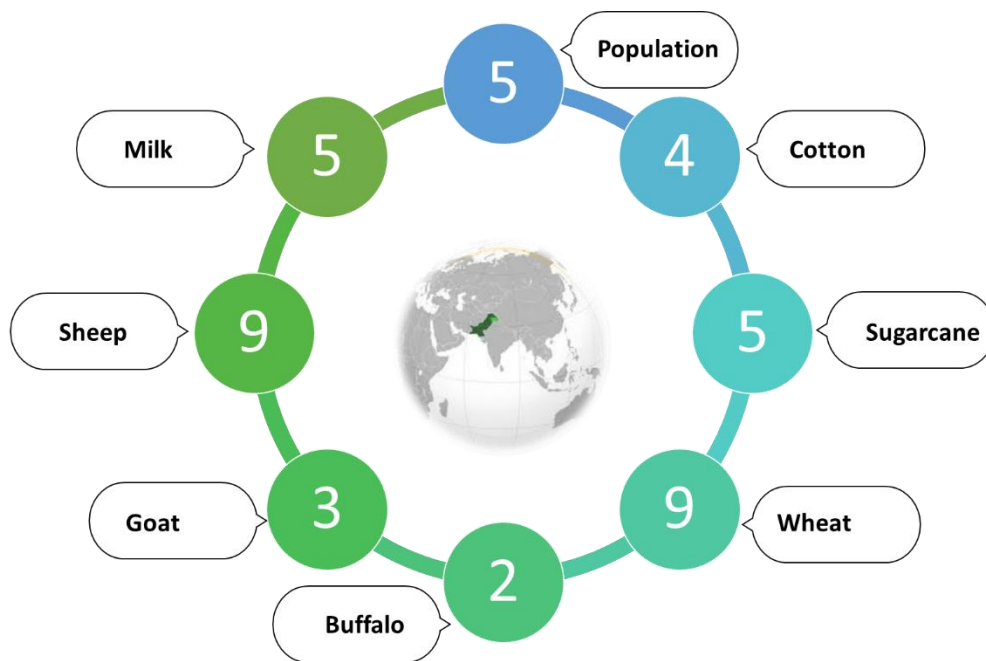 5
Population
4
Cotton
5
Sugarcane
9
Wheat
2
Buffalo
3
Goat
9
Sheep
5
Milk